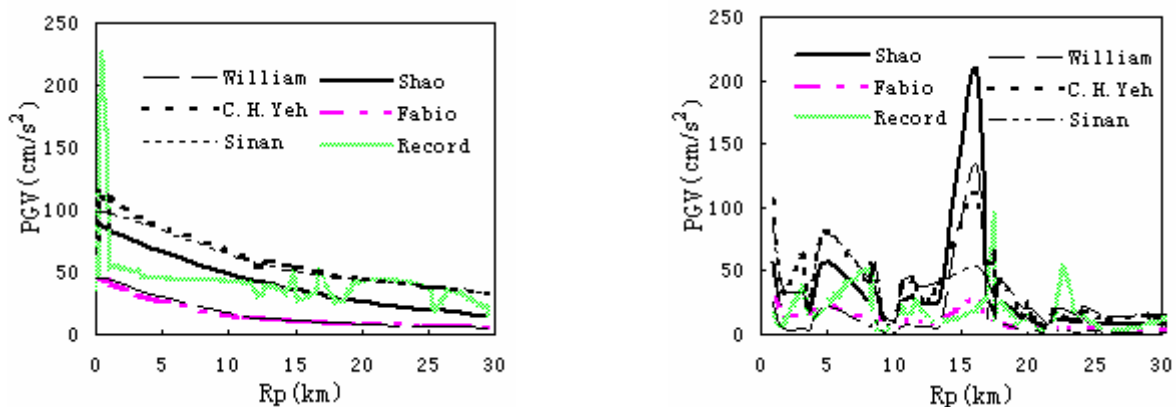 250
200
150
100
50
0
PGV(cm/s²)
William
Shao
C.H.Yeh
Fabio
Sinan
Record
0 5 10 15 20 25 30
Rp(km)
250
200
150
100
50
0
PGV(cm/s²)
Shao
William
Fabio
C.H.Yeh
Record
Sinan
0 5 10 15 20 25 30
Rp(km)